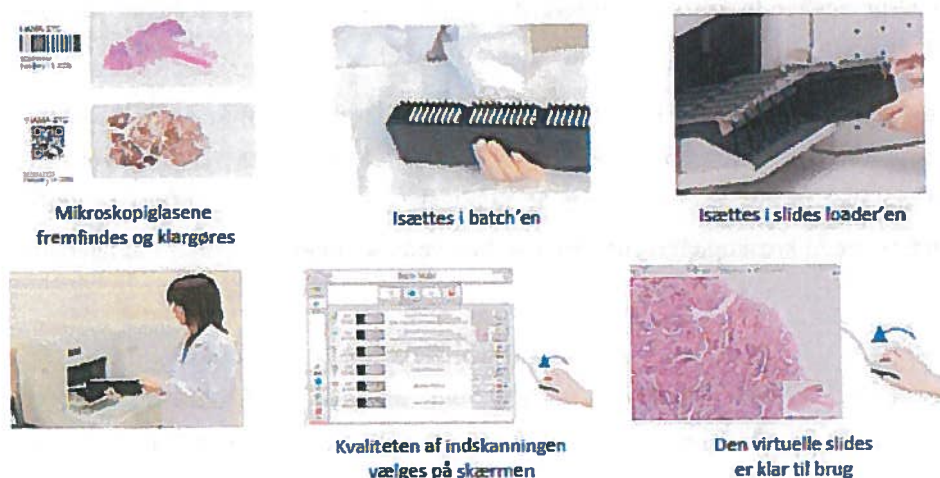 Mikroskopiglasene
fremfindes og klargøres
Isættes i batch'en
Isættes i slides loader'en
Kvaliteten af indskanningen
vælges på skærmen
Den virtuelle slides
er klar til brug